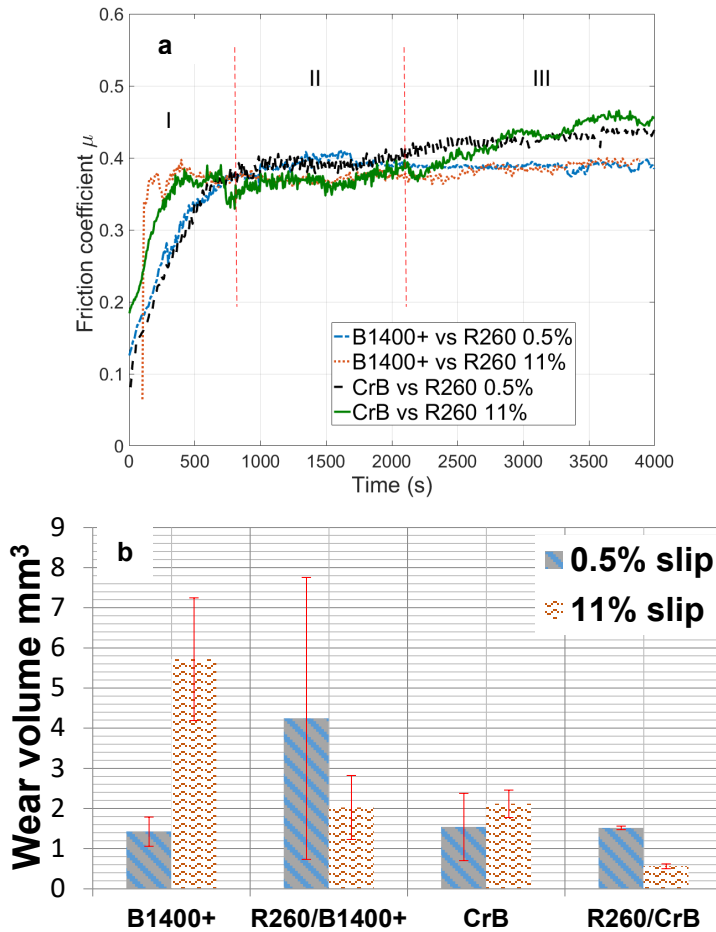 a
I
II
III
Friction coefficient μ
0.6
0.5
0.4
0.3
0.2
0.1
0
0 500 1000 1500 2000 2500 3000 3500 4000
Time (s)
B1400+ vs R260 0.5%
B1400+ vs R260 11%
CrB vs R260 0.5%
CrB vs R260 11%
b
Wear volume mm³
9
8
7
6
5
4
3
2
1
0
0.5% slip
11% slip
B1400+ R260/B1400+ CrB R260/CrB